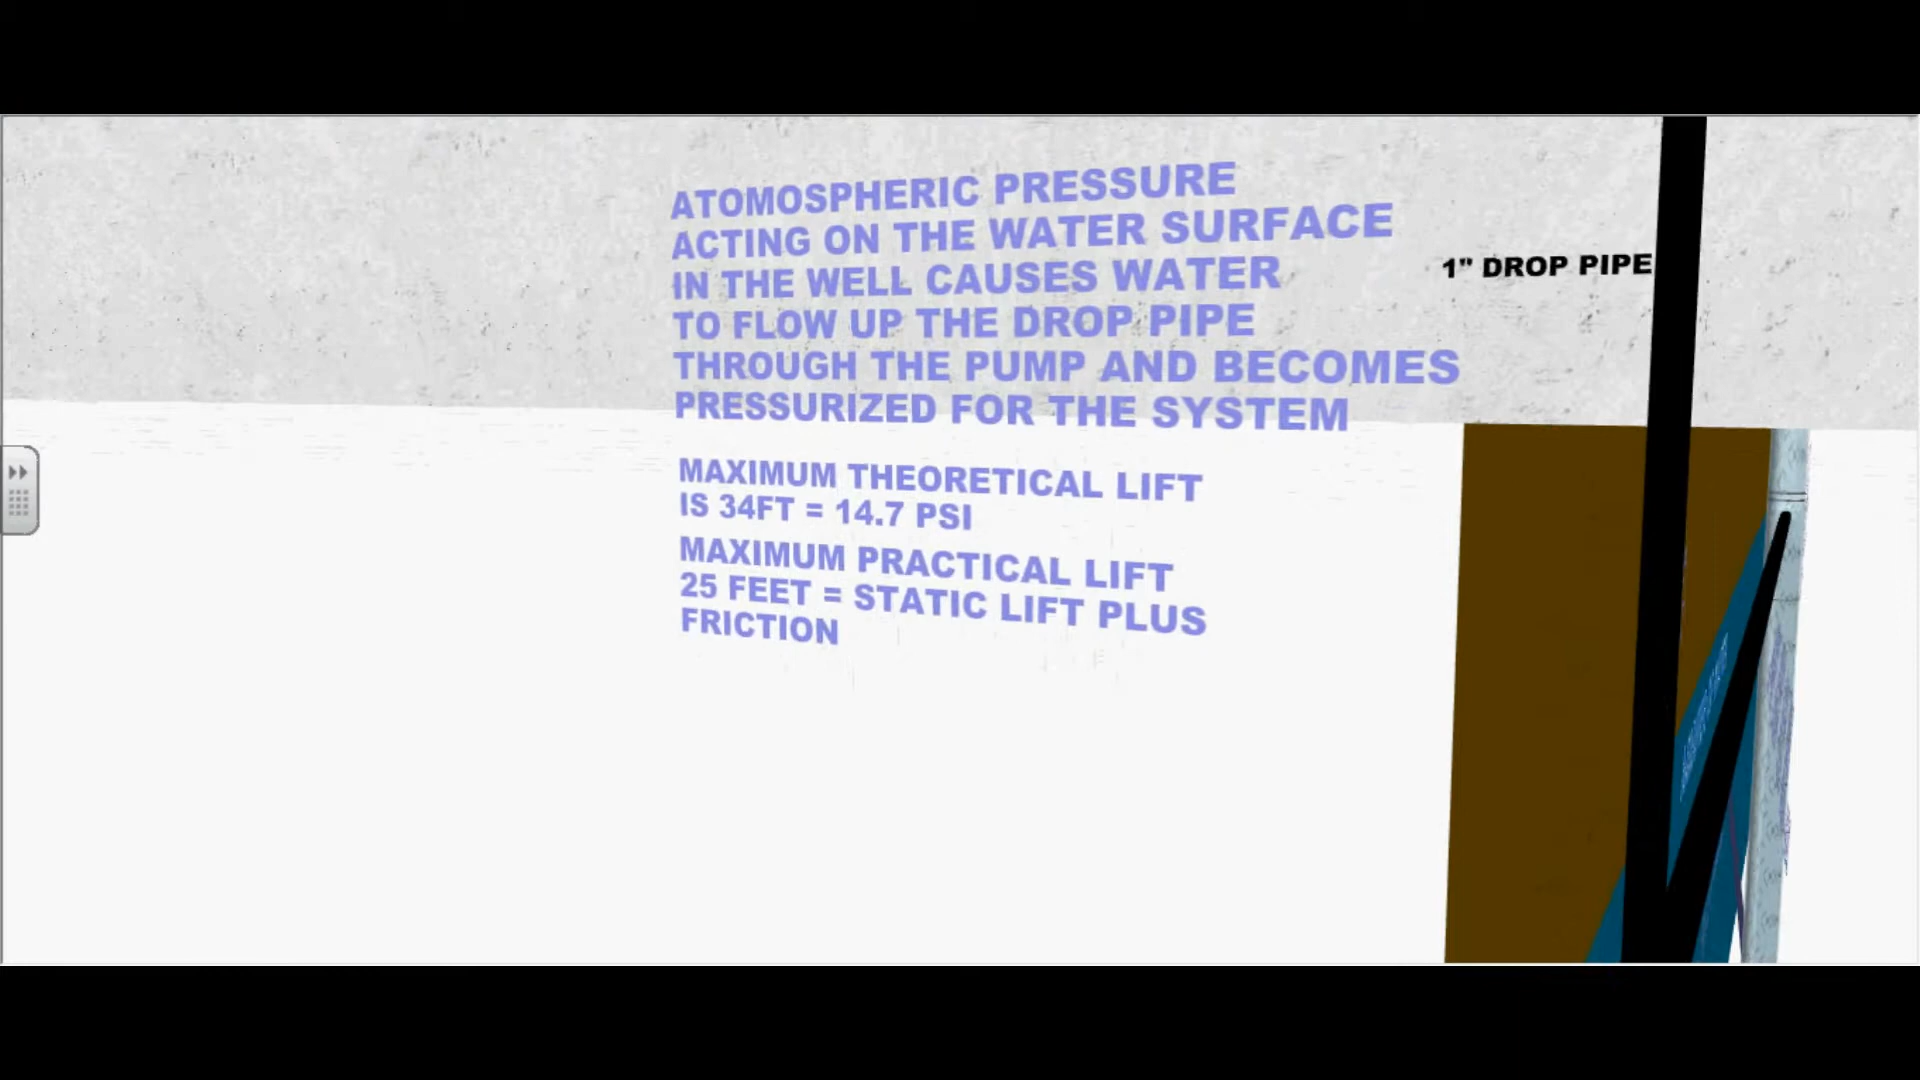 ATOMOSPHERIC PRESSURE
ACTING ON THE WATER SURFACE
IN THE WELL CAUSES WATER
TO FLOW UP THE DROP PIPE
THROUGH THE PUMP AND BECOMES
PRESSURIZED FOR THE SYSTEM
1" DROP PIPE
MAXIMUM THEORETICAL LIFT
IS 34FT = 14.7 PSI
MAXIMUM PRACTICAL LIFT
25 FEET = STATIC LIFT PLUS
FRICTION